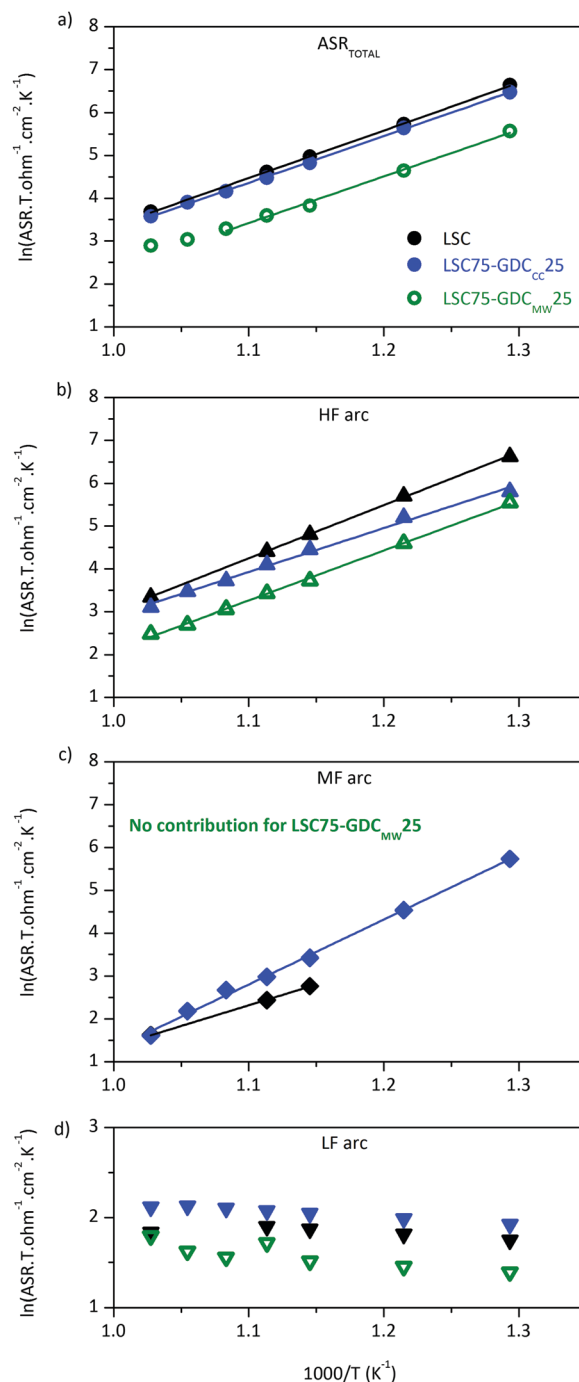 a)
ASR_TOTAL
8
7
6
5
4
3
2
1
ln(ASR.T.ohm⁻¹.cm⁻².K⁻¹)
LSC
LSC75-GDC_CC25
LSC75-GDC_MW25
1.0 1.1 1.2 1.3
b)
HF arc
8
7
6
5
4
3
2
1
ln(ASR.T.ohm⁻¹.cm⁻².K⁻¹)
1.0 1.1 1.2 1.3
c)
MF arc
No contribution for LSC75-GDC_MW25
8
7
6
5
4
3
2
1
ln(ASR.T.ohm⁻¹.cm⁻².K⁻¹)
1.0 1.1 1.2 1.3
d)
LF arc
3
2
1
ln(ASR.T.ohm⁻¹.cm⁻².K⁻¹)
1.0 1.1 1.2 1.3
1000/T (K⁻¹)